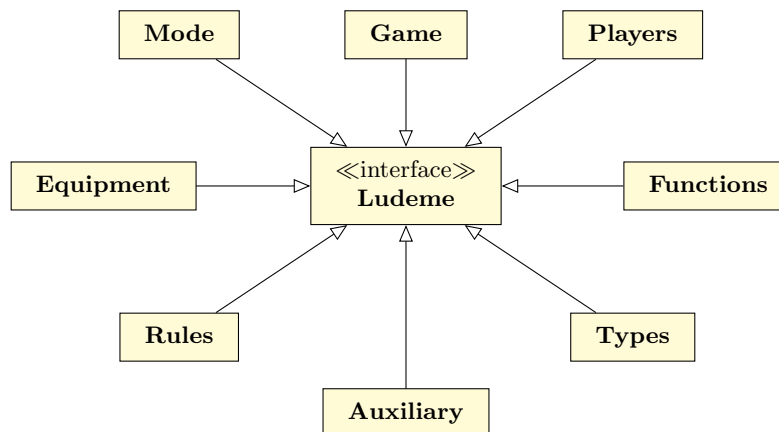 Mode
Game
Players
≪interface≫
Ludeme
Equipment
Functions
Rules
Types
Auxiliary